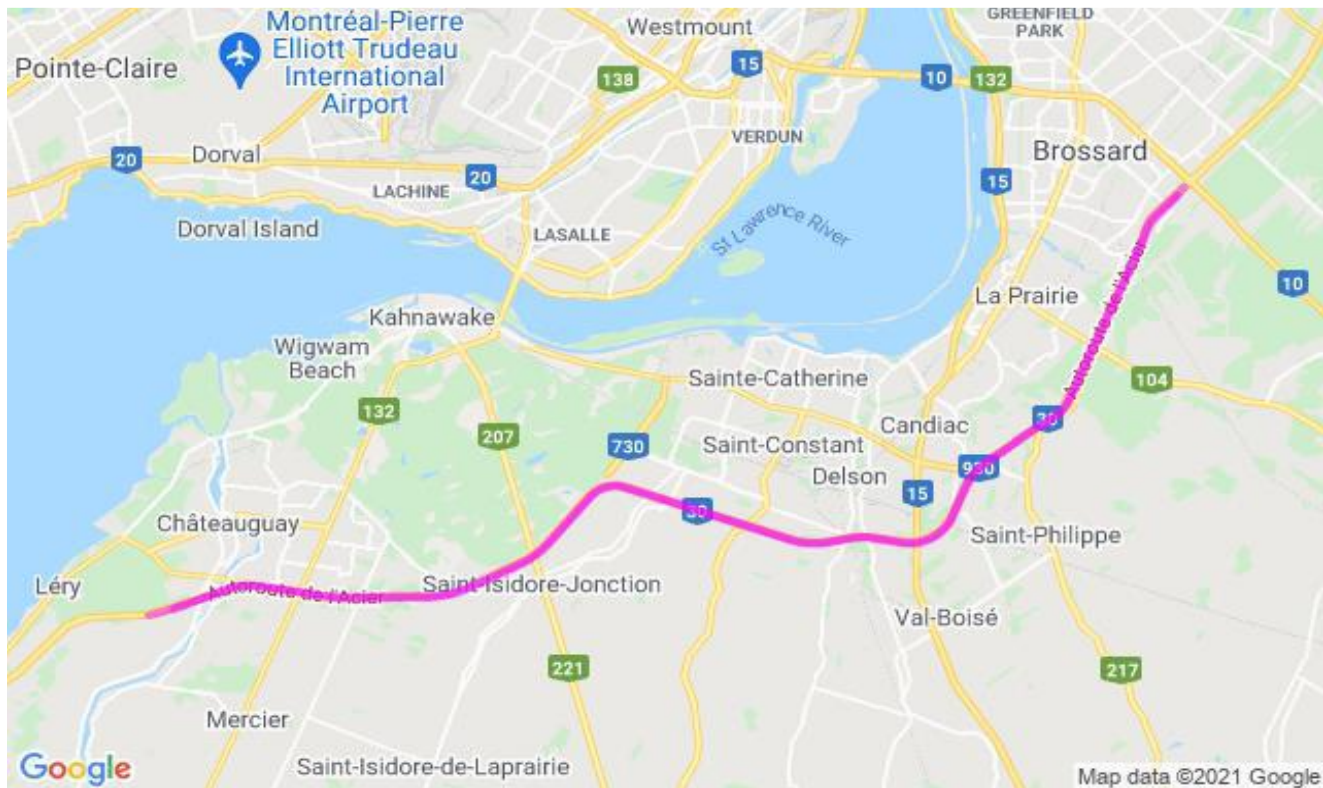 Montréal-Pierre
Elliott Trudeau
International
Airport
Westmount
GREENFIELD
PARK
Pointe-Claire
15
10
132
138
VERDUN
Brossard
20
Dorval
20
LACHINE
15
Dorval Island
LASALLE
St Lawrence River
Autoroute de l'Acier
10
La Prairie
Kahnawake
Wigwam
Beach
Sainte-Catherine
104
132
207
730
Candiac
30
Saint-Constant
930
Delson
15
30
Châteauguay
Saint-Philippe
Léry
Autoroute de l'Acier
Saint-Isidore-Jonction
Val-Boisé
221
217
Mercier
Saint-Isidore-de-Laprairie
Google
Map data ©2021 Google